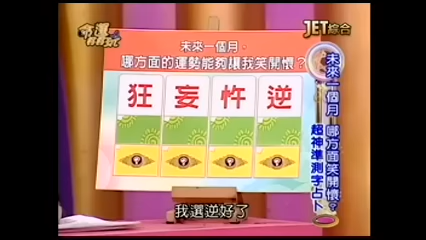 命運好好玩
JET綜合
未來一個月，
哪方面的運勢能夠讓我笑開懷？
狂 妄 忤 逆
未來一個月 哪方面笑開懷？
超神準測字占卜
我選逆好了